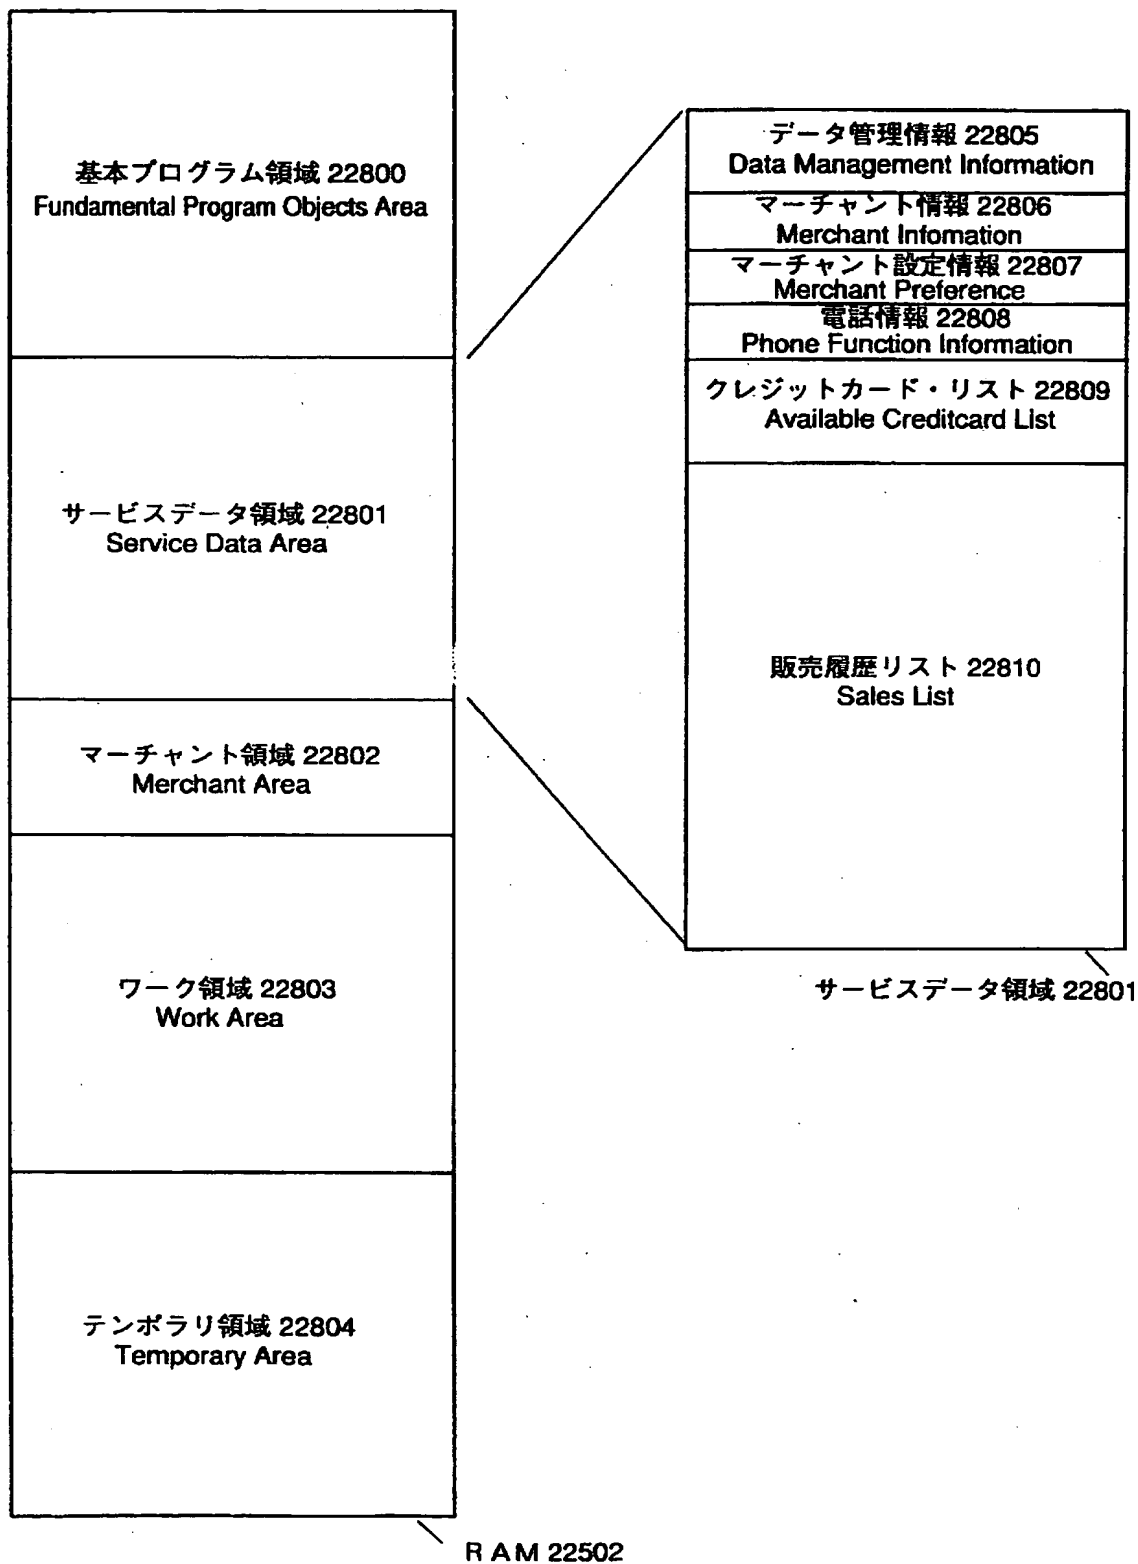 基本プログラム領域 22800
Fundamental Program Objects Area
サービスデータ領域 22801
Service Data Area
マーチャント領域 22802
Merchant Area
ワーク領域 22803
Work Area
テンポラリ領域 22804
Temporary Area
RAM 22502
データ管理情報 22805
Data Management Information
マーチャント情報 22806
Merchant Infomation
マーチャント設定情報 22807
Merchant Preference
電話情報 22808
Phone Function Information
クレジットカード・リスト 22809
Available Creditcard List
販売履歴リスト 22810
Sales List
サービスデータ領域 22801